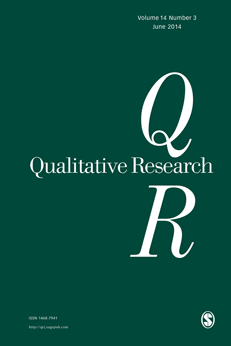 Volume 14 Number 3
June 2014
Q
Qualitative Research
R
ISSN 1468-7941
http://qrj.sagepub.com
S